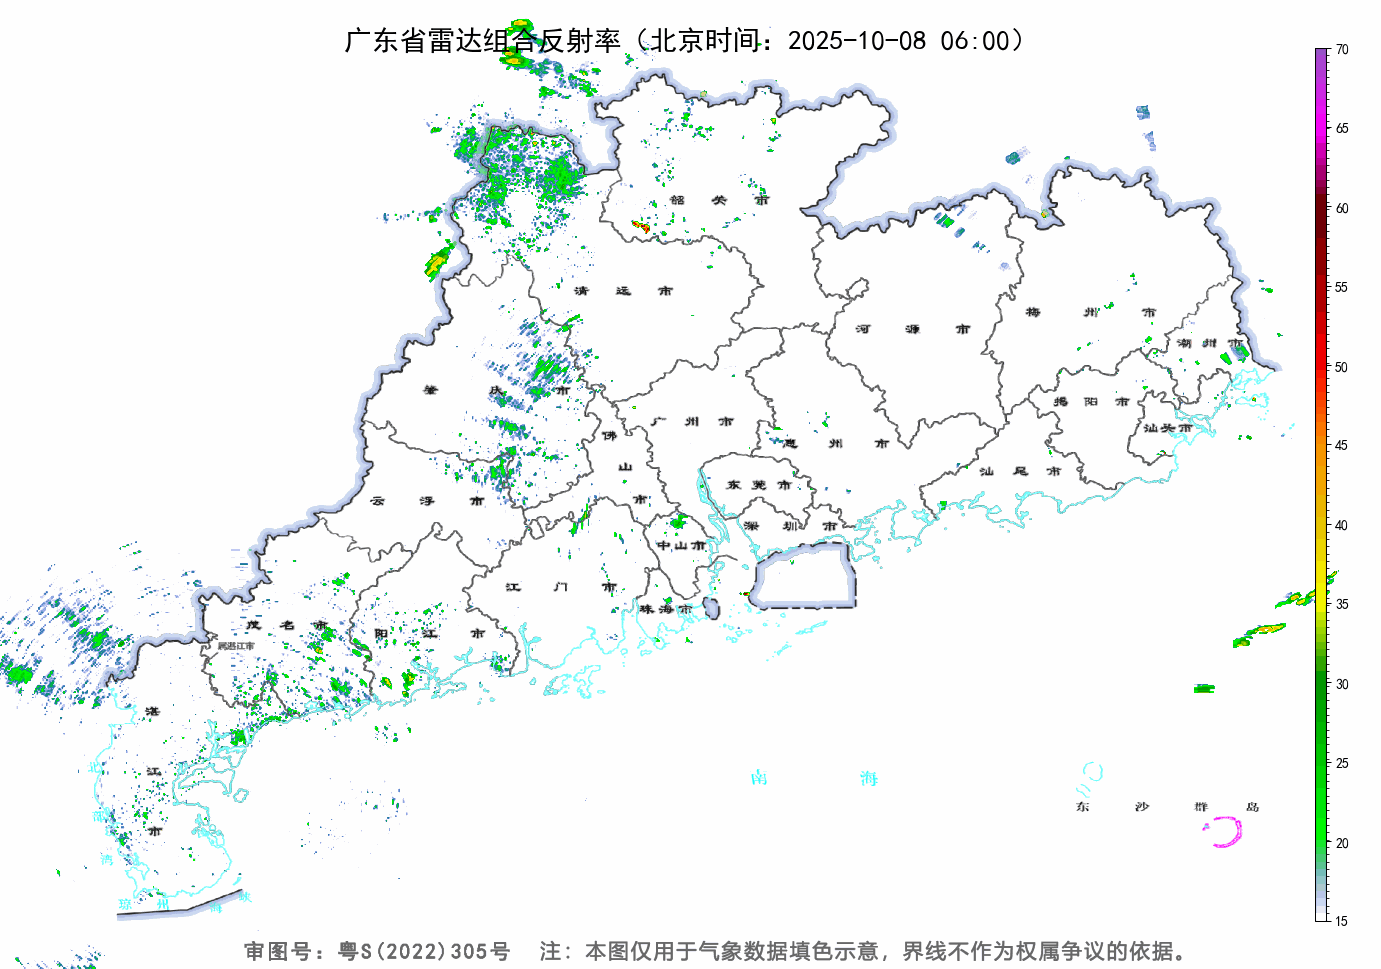 广东省雷达组合反射率（北京时间：2025-10-08 06:00）
70
65
60
55
50
45
40
35
30
25
20
15
韶关市
清远市
河源市
梅州市
潮州市
肇庆市
广州市
惠州市
揭阳市
汕头市
佛山市
东莞市
汕尾市
云浮市
深圳市
中山市
江门市
珠海市
茂名市
阳江市
属湛江市
湛江市
南海
东沙群岛
北部湾
琼州海峡
审图号：粤S(2022)305号 注：本图仅用于气象数据填色示意，界线不作为权属争议的依据。